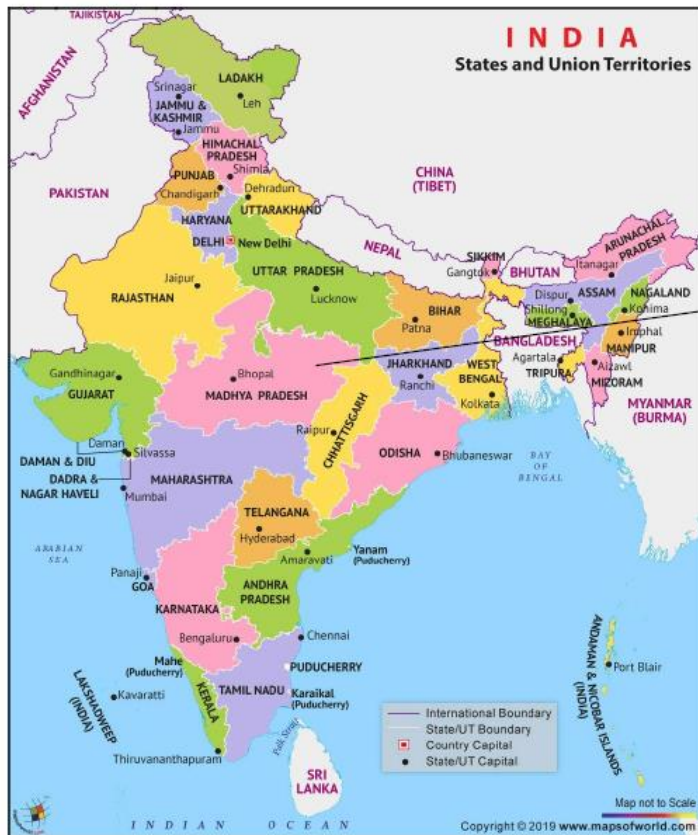 INDIA
States and Union Territories
TAJIKISTAN
AFGHANISTAN
PAKISTAN
CHINA
(TIBET)
NEPAL
BHUTAN
BANGLADESH
MYANMAR
(BURMA)
LADAKH
Leh
Srinagar
JAMMU &
KASHMIR
Jammu
HIMACHAL
PRADESH
Shimla
PUNJAB
Chandigarh
Dehradun
UTTARAKHAND
HARYANA
DELHI
New Delhi
UTTAR PRADESH
Lucknow
Jaipur
RAJASTHAN
BIHAR
Patna
SIKKIM
Gangtok
ARUNACHAL
PRADESH
Itanagar
Dispur
ASSAM
NAGALAND
Kohima
Shillong
MEGHALAYA
Imphal
MANIPUR
Agartala
TRIPURA
Aizawl
MIZORAM
Gandhinagar
GUJARAT
Bhopal
MADHYA PRADESH
JHARKHAND
Ranchi
WEST
BENGAL
Kolkata
Raipur
CHHATTISGARH
ODISHA
Bhubaneswar
BAY
OF
BENGAL
Daman
Silvassa
DAMAN & DIU
DADRA &
NAGAR HAVELI
MAHARASHTRA
Mumbai
TELANGANA
Hyderabad
ARABIAN
SEA
Amaravati
Yanam
(Puducherry)
Panaji
GOA
KARNATAKA
ANDHRA
PRADESH
Bengaluru
Chennai
Mahe
(Puducherry)
PUDUCHERRY
LAKSHADWEEP
(INDIA)
Kavaratti
KERALA
TAMIL NADU
Karaikal
(Puducherry)
Palk Strait
Thiruvananthapuram
SRI
LANKA
ANDAMAN & NICOBAR ISLANDS
(INDIA)
Port Blair
International Boundary
State/UT Boundary
Country Capital
State/UT Capital
Map not to Scale
INDIAN OCEAN
Copyright © 2019 www.mapsofworld.com